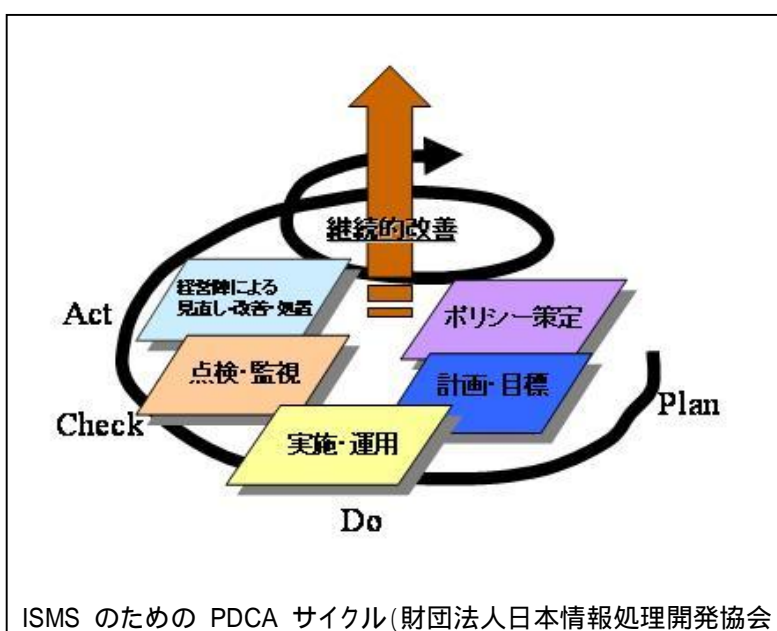 継続的改善
経営陣による
見直し・改善・処置
Act
ポリシー策定
点検・監視
計画・目標
Check
Plan
実施・運用
Do
ISMS のための PDCA サイクル(財団法人日本情報処理開発協会